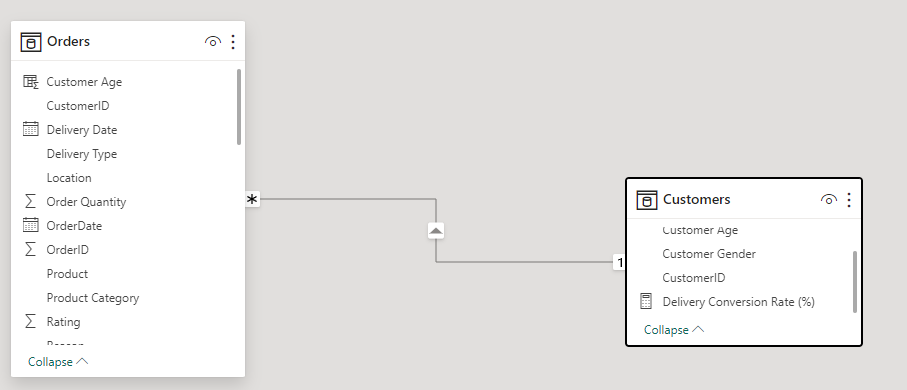 Orders
Customer Age
CustomerID
Delivery Date
Delivery Type
Location
Order Quantity
OrderDate
OrderID
Product
Product Category
Rating
Reason
Collapse
*
1
Customers
Customer Age
Customer Gender
CustomerID
Delivery Conversion Rate (%)
Collapse